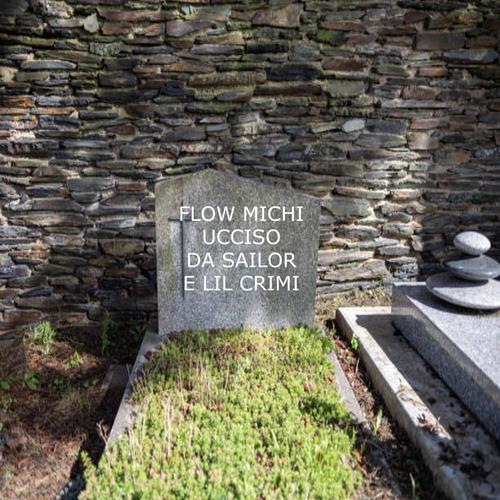 FLOW MICHI
UCCISO
DA SAILOR
E LIL CRIMI